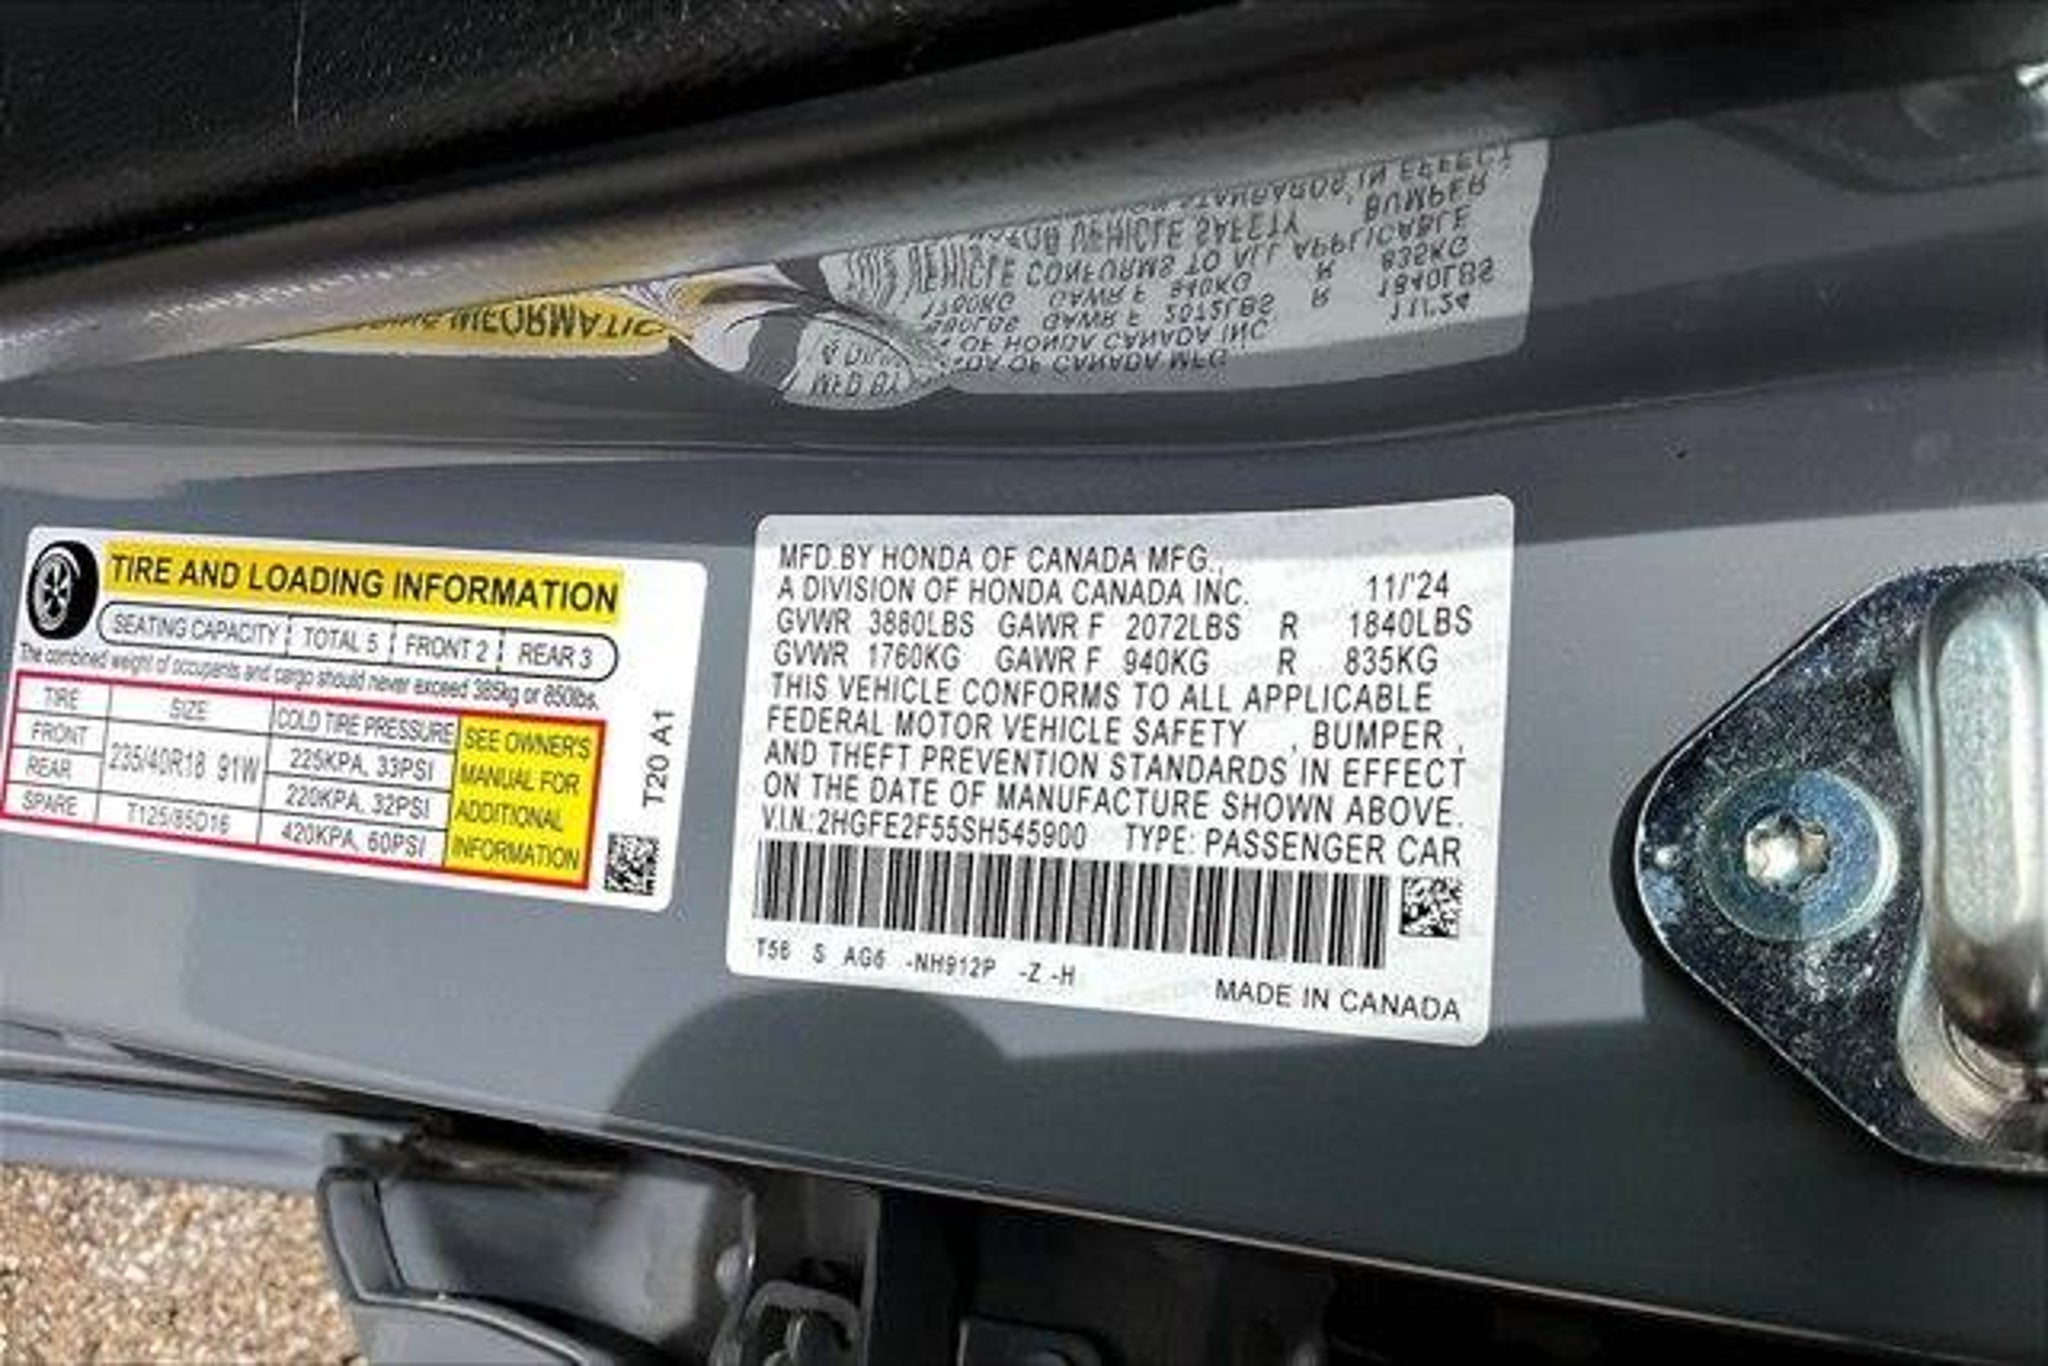 TIRE AND LOADING INFORMATION
SEATING CAPACITY TOTAL 5 FRONT 2 REAR 3
The combined weight of occupants and cargo should never exceed 385kg or 850lbs.
TIRE SIZE COLD TIRE PRESSURE
FRONT 235/40R18 91W 225KPA, 33PSI
REAR 220KPA, 32PSI
SPARE T125/85D16 420KPA, 60PSI
SEE OWNER'S
MANUAL FOR
ADDITIONAL
INFORMATION
T20 A1
MFD.BY HONDA OF CANADA MFG.,
A DIVISION OF HONDA CANADA INC. 11/'24
GVWR 3880LBS GAWR F 2072LBS R 1840LBS
GVWR 1760KG GAWR F 940KG R 835KG
THIS VEHICLE CONFORMS TO ALL APPLICABLE
FEDERAL MOTOR VEHICLE SAFETY , BUMPER ,
AND THEFT PREVENTION STANDARDS IN EFFECT
ON THE DATE OF MANUFACTURE SHOWN ABOVE.
V.I.N.:2HGFE2F55SH545900 TYPE: PASSENGER CAR
T56 S AG6 -NH912P -Z -H
MADE IN CANADA